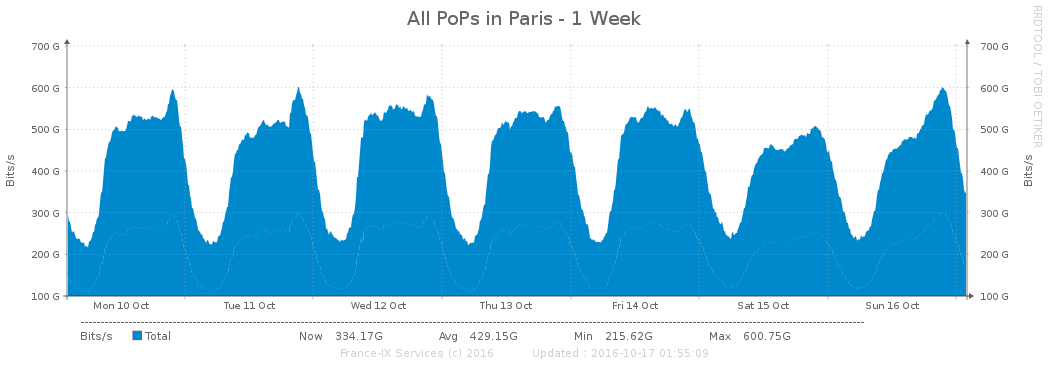 All PoPs in Paris - 1 Week
RRDTOOL / TOBI OETIKER
Bits/s
700 G 700 G
600 G 600 G
500 G 500 G
400 G 400 G
300 G 300 G
200 G 200 G
100 G 100 G
Bits/s
Mon 10 Oct Tue 11 Oct Wed 12 Oct Thu 13 Oct Fri 14 Oct Sat 15 Oct Sun 16 Oct
Bits/s Total Now 334.17G Avg 429.15G Min 215.62G Max 600.75G
France-IX Services (c) 2016 Updated : 2016-10-17 01:55:09